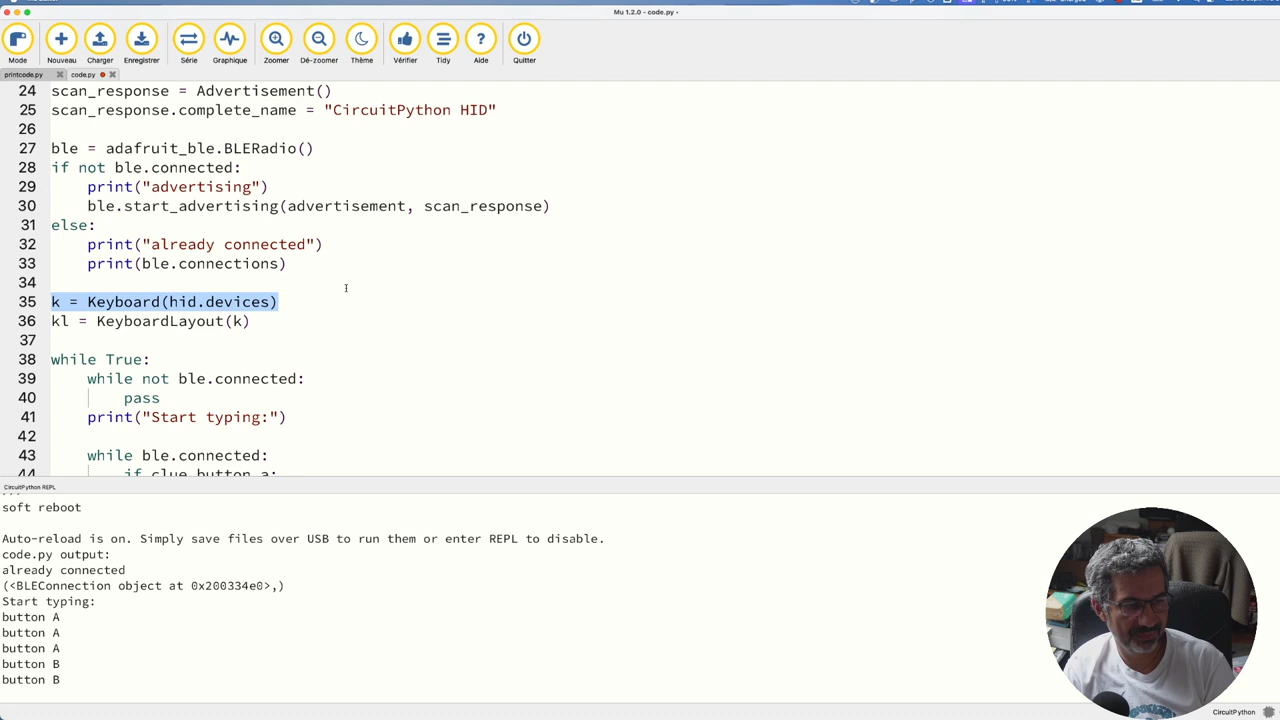 Mu 1.2.0 - code.py •
Mode
Nouveau
Charger
Enregistrer
Série
Graphique
Zoomer
Dé-zoomer
Thème
Vérifier
Tidy
Aide
Quitter
printcode.py
code.py
24 scan_response = Advertisement()
25 scan_response.complete_name = "CircuitPython HID"
26
27 ble = adafruit_ble.BLERadio()
28 if not ble.connected:
29 print("advertising")
30 ble.start_advertising(advertisement, scan_response)
31 else:
32 print("already connected")
33 print(ble.connections)
34
35 k = Keyboard(hid.devices)
36 kl = KeyboardLayout(k)
37
38 while True:
39 while not ble.connected:
40 pass
41 print("Start typing:")
42
43 while ble.connected:
44 if clue.button_a:
CircuitPython REPL
soft reboot
Auto-reload is on. Simply save files over USB to run them or enter REPL to disable.
code.py output:
already connected
(<BLEConnection object at 0x200334e0>,)
Start typing:
button A
button A
button A
button B
button B
CircuitPython